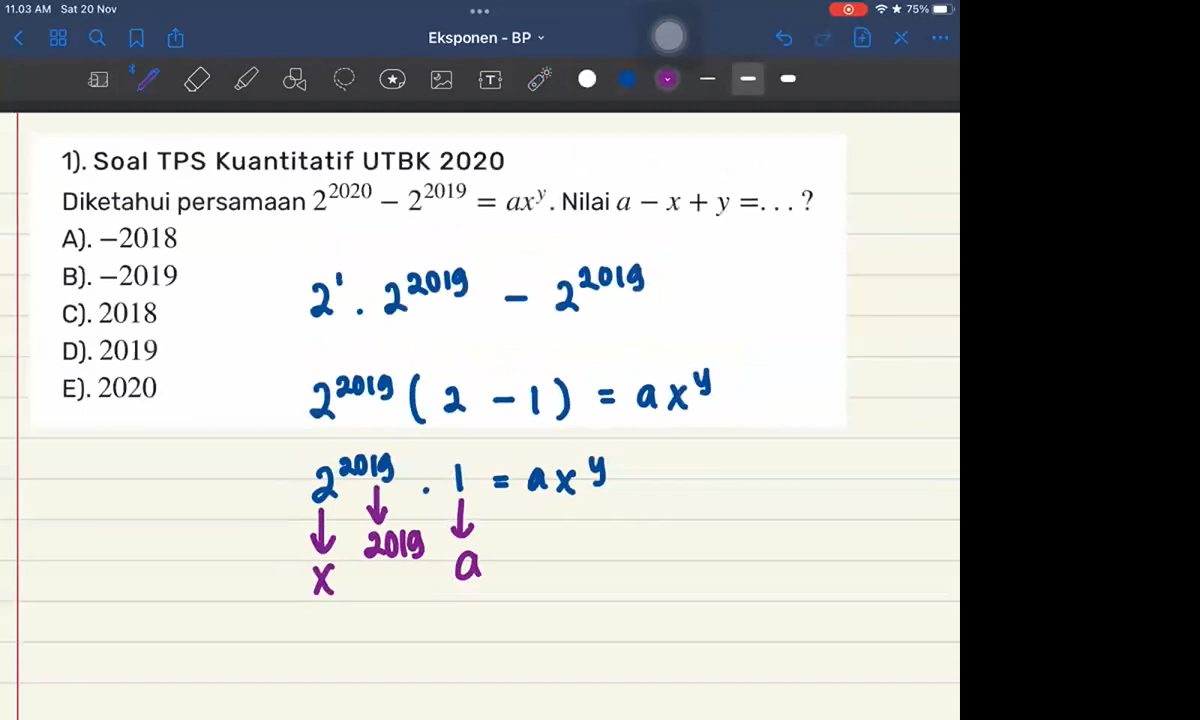 11.03 AM Sat 20 Nov 75%
Eksponen - BP
1). Soal TPS Kuantitatif UTBK 2020
Diketahui persamaan 2^2020 − 2^2019 = ax^y. Nilai a − x + y =...?
A). −2018
B). −2019
C). 2018
D). 2019
E). 2020
2^1 . 2^2019 − 2^2019
2^2019 ( 2 − 1 ) = ax^y
2^2019 . 1 = ax^y
x 2019 a